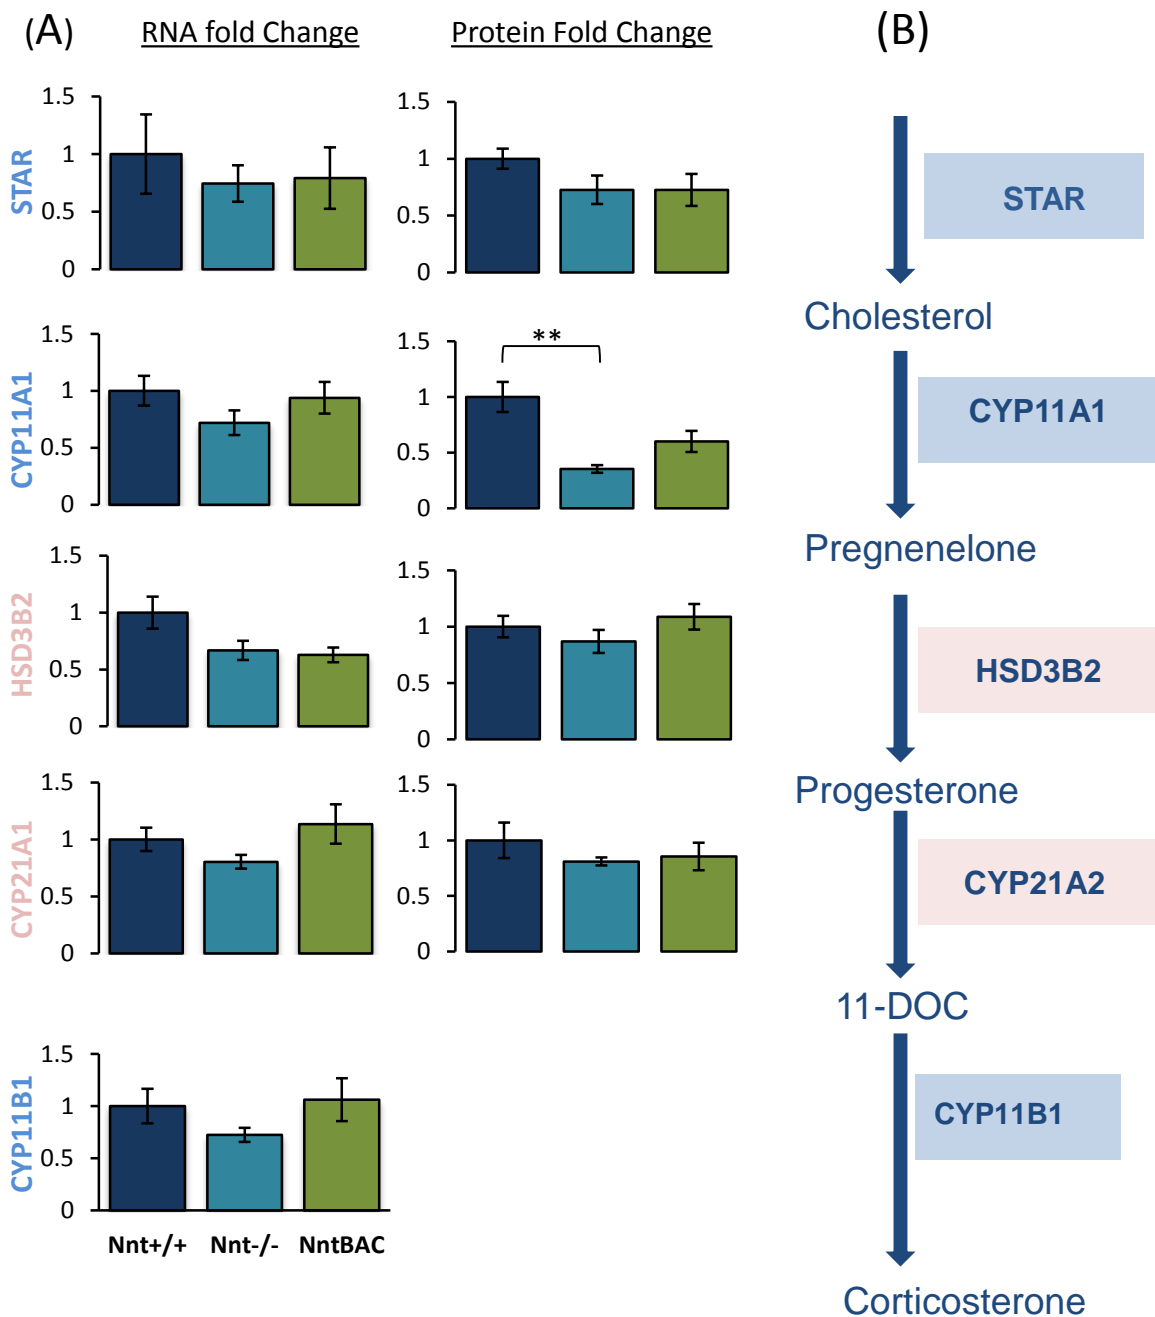 (A)
RNA fold Change
Protein Fold Change
(B)
STAR
1.5
1
0.5
0
1.5
1
0.5
0
STAR
Cholesterol
CYP11A1
1.5
1
0.5
0
1.5
1
0.5
0
**
CYP11A1
Pregnenelone
HSD3B2
1.5
1
0.5
0
1.5
1
0.5
0
HSD3B2
Progesterone
CYP21A1
1.5
1
0.5
0
1.5
1
0.5
0
CYP21A2
11-DOC
CYP11B1
1.5
1
0.5
0
CYP11B1
Nnt+/+ Nnt-/- NntBAC
Corticosterone